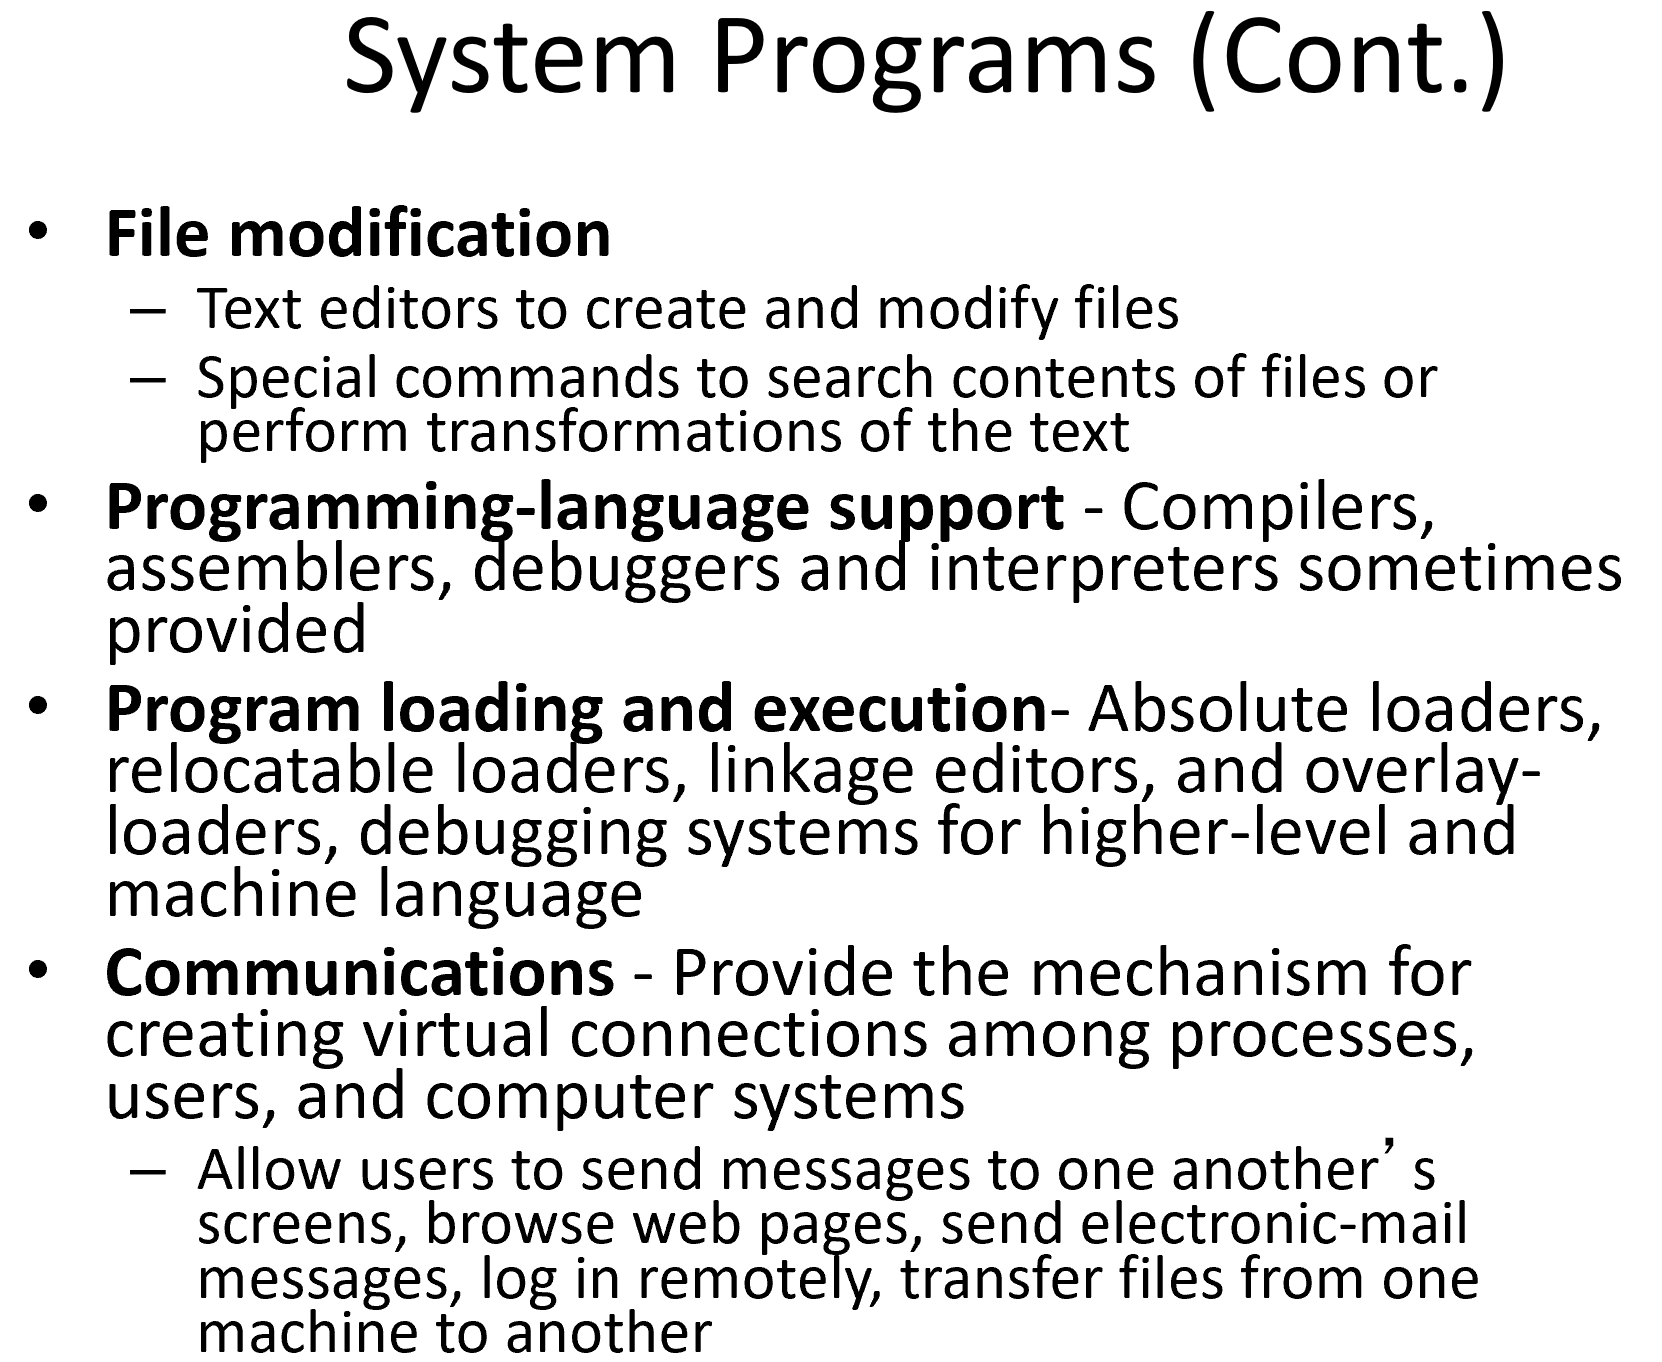 System Programs (Cont.)
• File modification
– Text editors to create and modify files
– Special commands to search contents of files or
perform transformations of the text
• Programming-language support - Compilers,
assemblers, debuggers and interpreters sometimes
provided
• Program loading and execution- Absolute loaders,
relocatable loaders, linkage editors, and overlay-
loaders, debugging systems for higher-level and
machine language
• Communications - Provide the mechanism for
creating virtual connections among processes,
users, and computer systems
– Allow users to send messages to one another’s
screens, browse web pages, send electronic-mail
messages, log in remotely, transfer files from one
machine to another